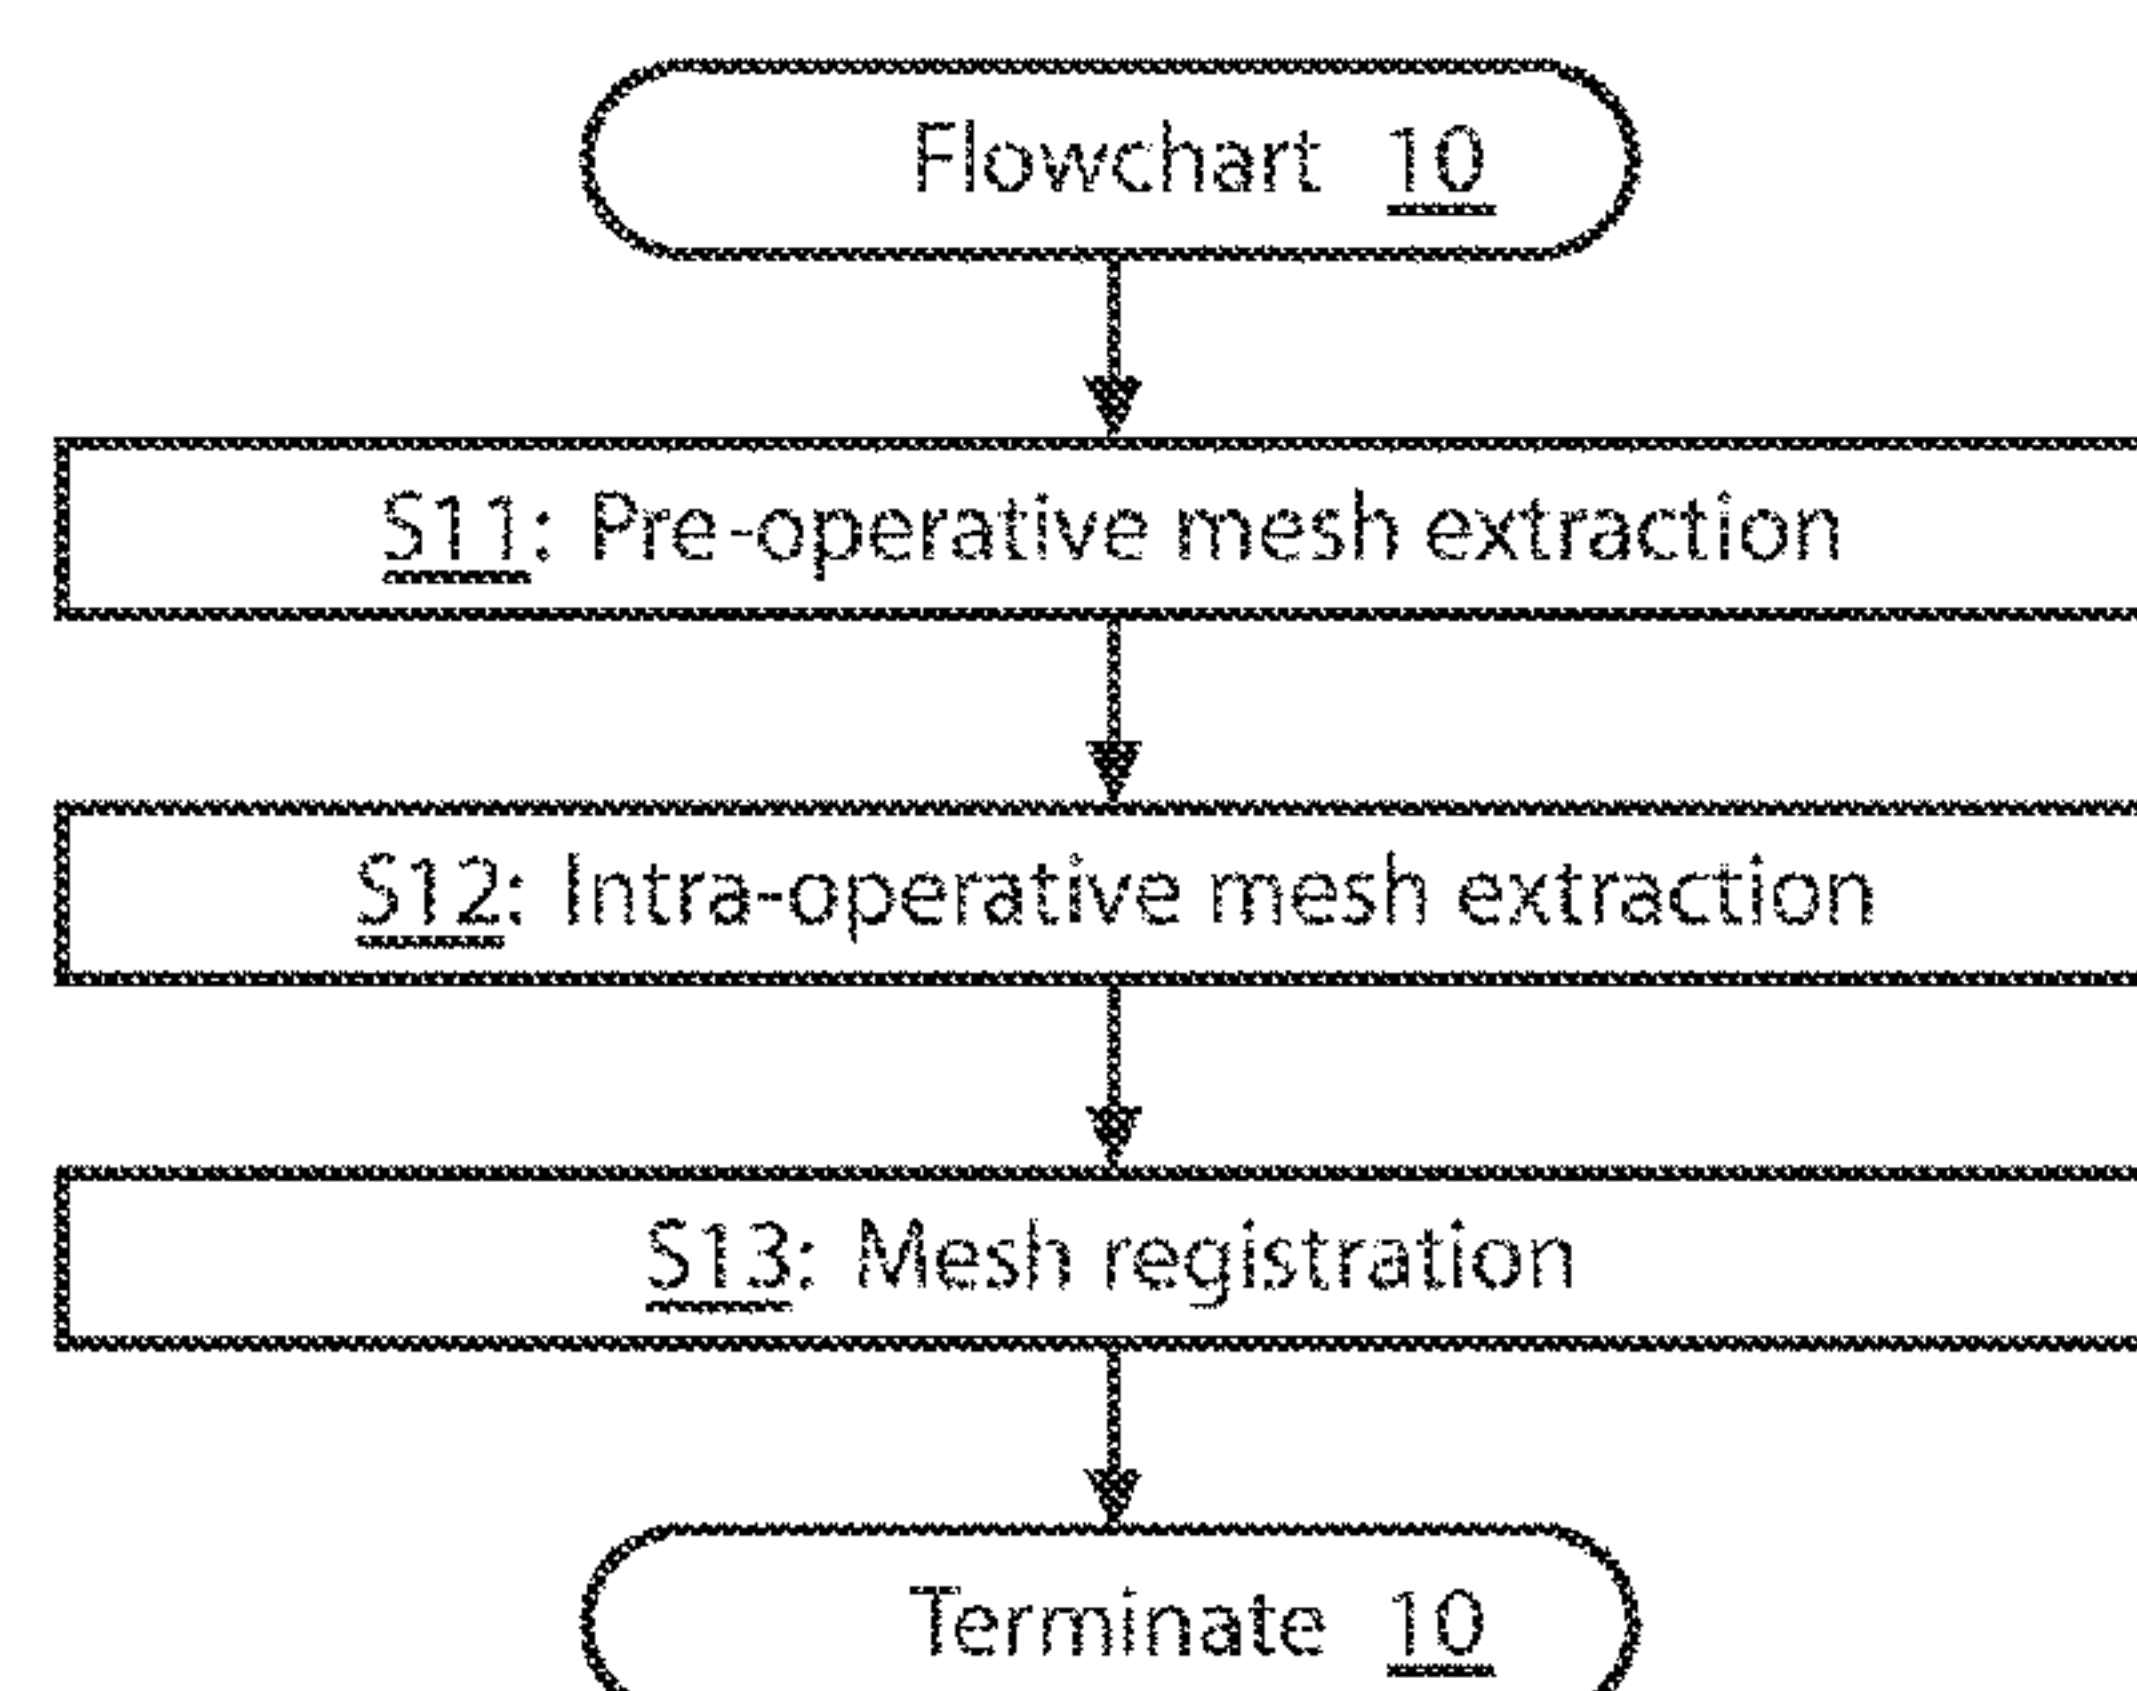 Flowchart 10
S11: Pre-operative mesh extraction
S12: Intra-operative mesh extraction
S13: Mesh registration
Terminate 10